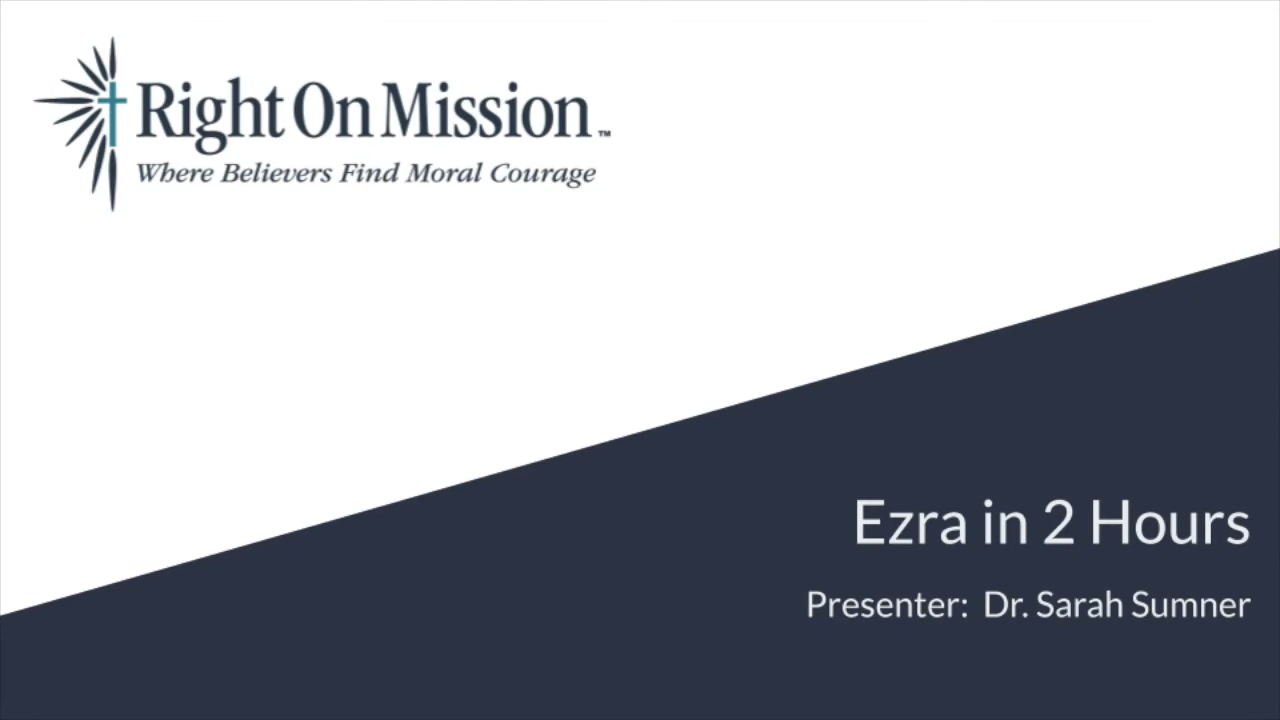 Right On Mission™
Where Believers Find Moral Courage
Ezra in 2 Hours
Presenter: Dr. Sarah Sumner